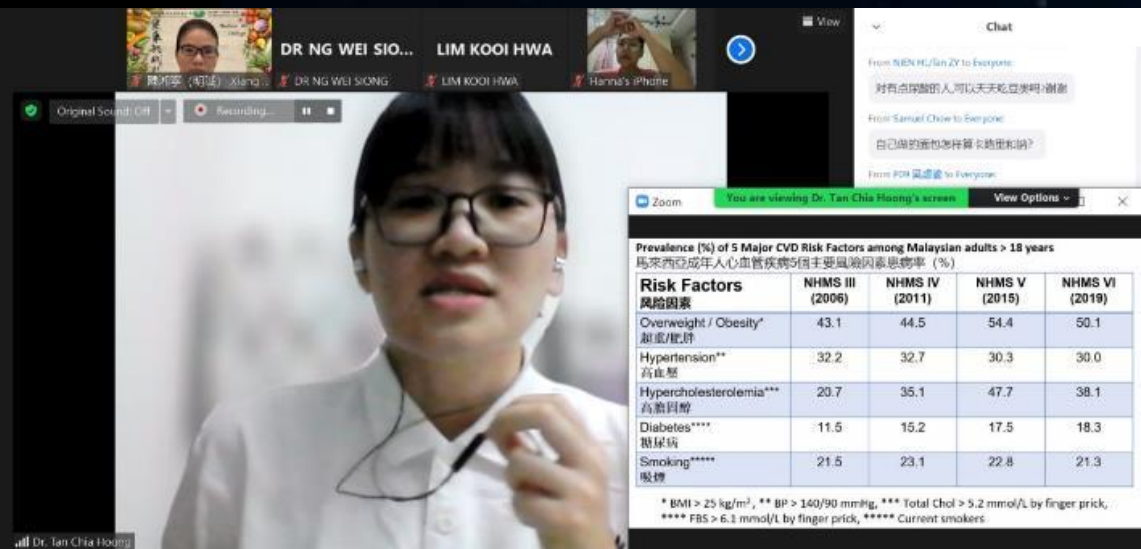 View
DR NG WEI SIO...
LIM KOOI HWA
DR NG WEI SIONG
LIM KOOI HWA
Hanna's iPhone
Original Sound: Off
Recording...
Dr. Tan Chia Hoong
Chat
From NIEN HL/Tan ZY to Everyone:
对有点尿酸的人,可以天天吃豆类吗?谢谢
From Samuel Chow to Everyone:
自己做的面包怎样算卡路里和钠?
to Everyone:
Zoom
You are viewing Dr. Tan Chia Hoong's screen
View Options
Prevalence (%) of 5 Major CVD Risk Factors among Malaysian adults > 18 years
馬來西亞成年人心血管疾病5個主要風險因素患病率（%）
Risk Factors NHMS III NHMS IV NHMS V NHMS VI
风险因素 (2006) (2011) (2015) (2019)
Overweight / Obesity* 43.1 44.5 54.4 50.1
超重/肥胖
Hypertension** 32.2 32.7 30.3 30.0
高血壓
Hypercholesterolemia*** 20.7 35.1 47.7 38.1
高膽固醇
Diabetes**** 11.5 15.2 17.5 18.3
糖尿病
Smoking***** 21.5 23.1 22.8 21.3
吸煙
* BMI > 25 kg/m², ** BP > 140/90 mmHg, *** Total Chol > 5.2 mmol/L by finger prick,
**** FBS > 6.1 mmol/L by finger prick, ***** Current smokers